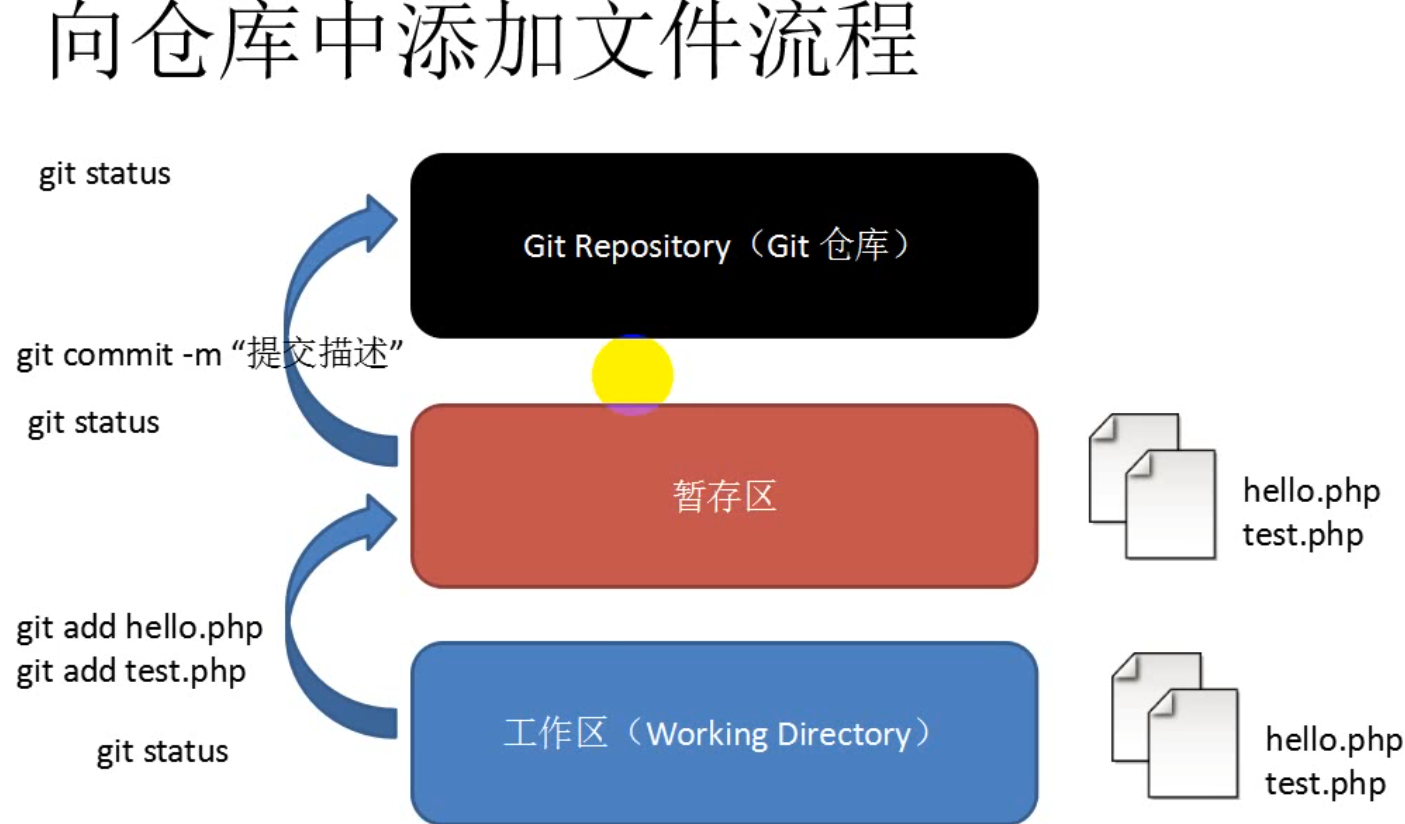 向仓库中添加文件流程
git status
Git Repository（Git 仓库）
git commit -m “提交描述”
git status
暂存区
hello.php
test.php
git add hello.php
git add test.php
git status
工作区（Working Directory）
hello.php
test.php